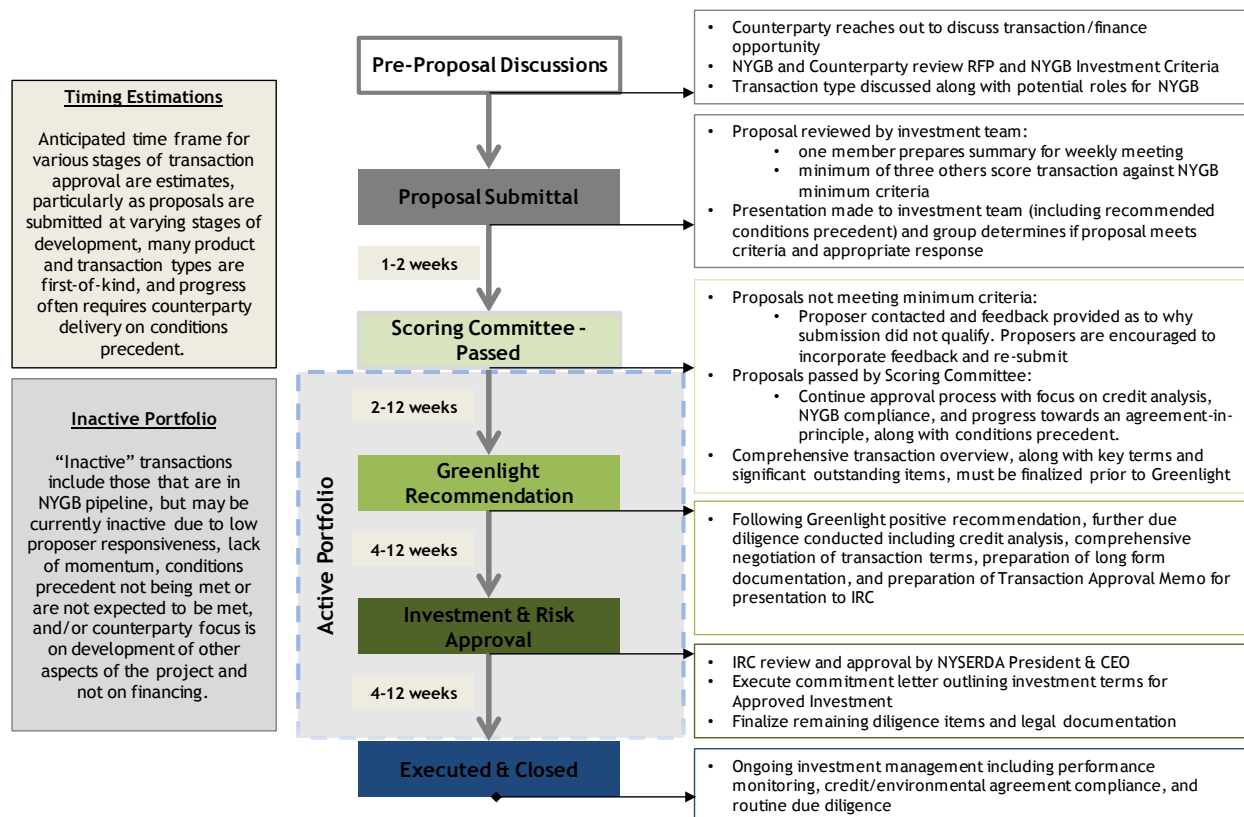 Timing Estimations
Anticipated time frame for
various stages of transaction
approval are estimates,
particularly as proposals are
submitted at varying stages of
development, many product
and transaction types are
first-of-kind, and progress
often requires counterparty
delivery on conditions
precedent.
Inactive Portfolio
“Inactive” transactions
include those that are in
NYGB pipeline, but may be
currently inactive due to low
proposer responsiveness, lack
of momentum, conditions
precedent not being met or
are not expected to be met,
and/or counterparty focus is
on development of other
aspects of the project and
not on financing.
Pre-Proposal Discussions
Proposal Submittal
1-2 weeks
Scoring Committee -
Passed
Active Portfolio
2-12 weeks
Greenlight
Recommendation
4-12 weeks
Investment & Risk
Approval
4-12 weeks
Executed & Closed
• Counterparty reaches out to discuss transaction/finance
opportunity
• NYGB and Counterparty review RFP and NYGB Investment Criteria
• Transaction type discussed along with potential roles for NYGB
• Proposal reviewed by investment team:
• one member prepares summary for weekly meeting
• minimum of three others score transaction against NYGB
minimum criteria
• Presentation made to investment team (including recommended
conditions precedent) and group determines if proposal meets
criteria and appropriate response
• Proposals not meeting minimum criteria:
• Proposer contacted and feedback provided as to why
submission did not qualify. Proposers are encouraged to
incorporate feedback and re-submit
• Proposals passed by Scoring Committee:
• Continue approval process with focus on credit analysis,
NYGB compliance, and progress towards an agreement-in-
principle, along with conditions precedent.
• Comprehensive transaction overview, along with key terms and
significant outstanding items, must be finalized prior to Greenlight
• Following Greenlight positive recommendation, further due
diligence conducted including credit analysis, comprehensive
negotiation of transaction terms, preparation of long form
documentation, and preparation of Transaction Approval Memo for
presentation to IRC
• IRC review and approval by NYSERDA President & CEO
• Execute commitment letter outlining investment terms for
Approved Investment
• Finalize remaining diligence items and legal documentation
• Ongoing investment management including performance
monitoring, credit/environmental agreement compliance, and
routine due diligence